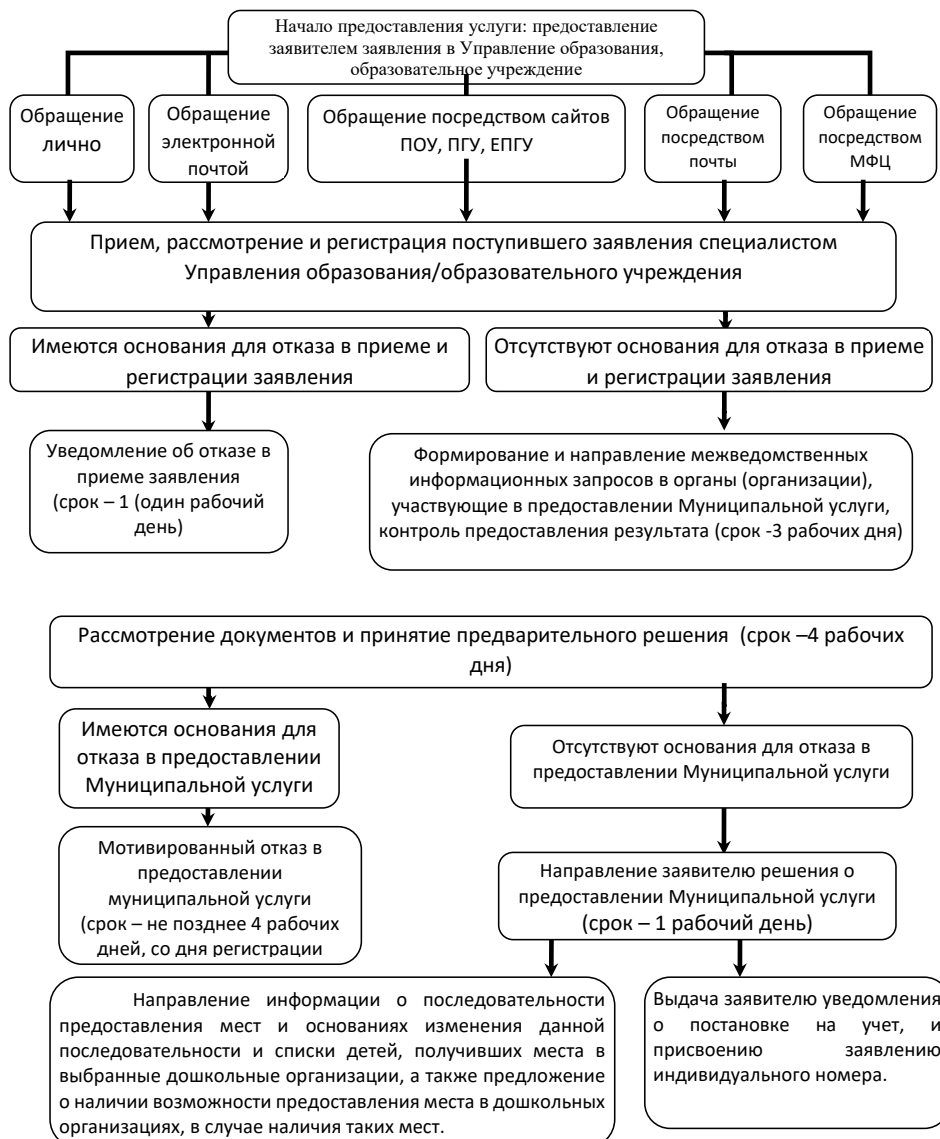 Начало предоставления услуги: предоставление
заявителем заявления в Управление образования,
образовательное учреждение
Обращение
лично
Обращение
электронной
почтой
Обращение посредством сайтов
ПОУ, ПГУ, ЕПГУ
Обращение
посредством
почты
Обращение
посредством
МФЦ
Прием, рассмотрение и регистрация поступившего заявления специалистом
Управления образования/образовательного учреждения
Имеются основания для отказа в приеме и
регистрации заявления
Отсутствуют основания для отказа в приеме
и регистрации заявления
Уведомление об отказе в
приеме заявления
(срок – 1 (один рабочий
день)
Формирование и направление межведомственных
информационных запросов в органы (организации),
участвующие в предоставлении Муниципальной услуги,
контроль предоставления результата (срок -3 рабочих дня)
Рассмотрение документов и принятие предварительного решения (срок –4 рабочих
дня)
Имеются основания для
отказа в предоставлении
Муниципальной услуги
Отсутствуют основания для отказа в
предоставлении Муниципальной услуги
Мотивированный отказ в
предоставлении
муниципальной услуги
(срок – не позднее 4 рабочих
дней, со дня регистрации
Направление заявителю решения о
предоставлении Муниципальной услуги
(срок – 1 рабочий день)
Направление информации о последовательности
предоставления мест и основаниях изменения данной
последовательности и списки детей, получивших места в
выбранные дошкольные организации, а также предложение
о наличии возможности предоставления места в дошкольных
организациях, в случае наличия таких мест.
Выдача заявителю уведомления
о постановке на учет, и
присвоению заявлению
индивидуального номера.